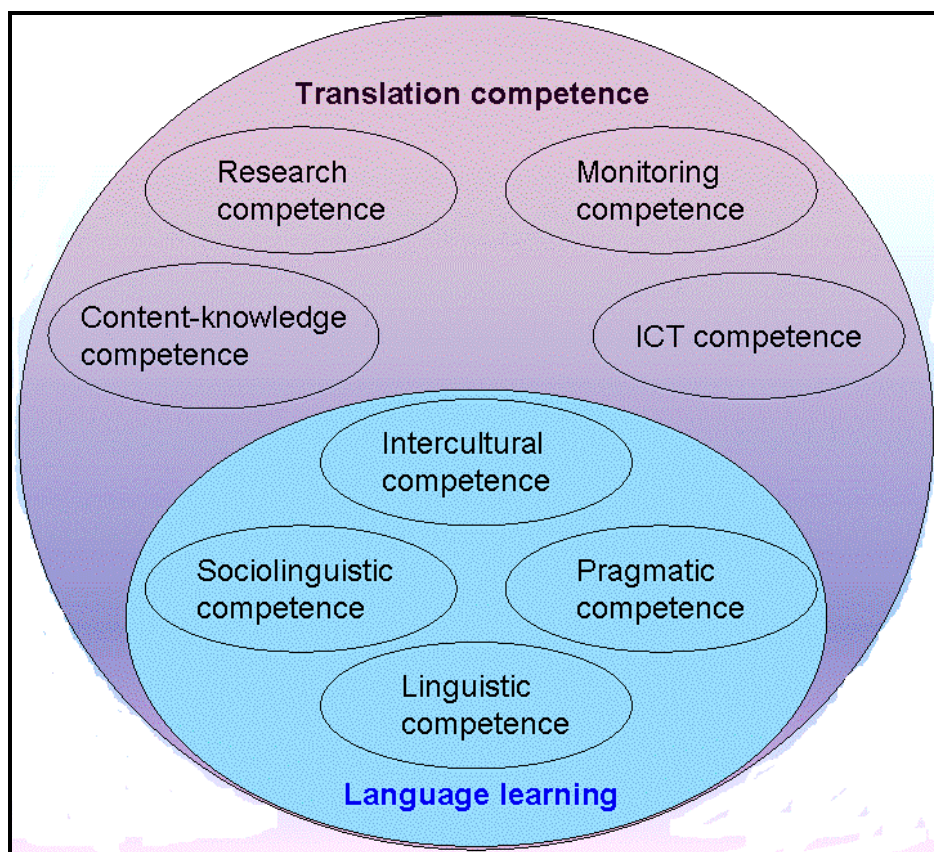 Translation competence
Research
competence
Monitoring
competence
Content-knowledge
competence
ICT competence
Intercultural
competence
Sociolinguistic
competence
Pragmatic
competence
Linguistic
competence
Language learning